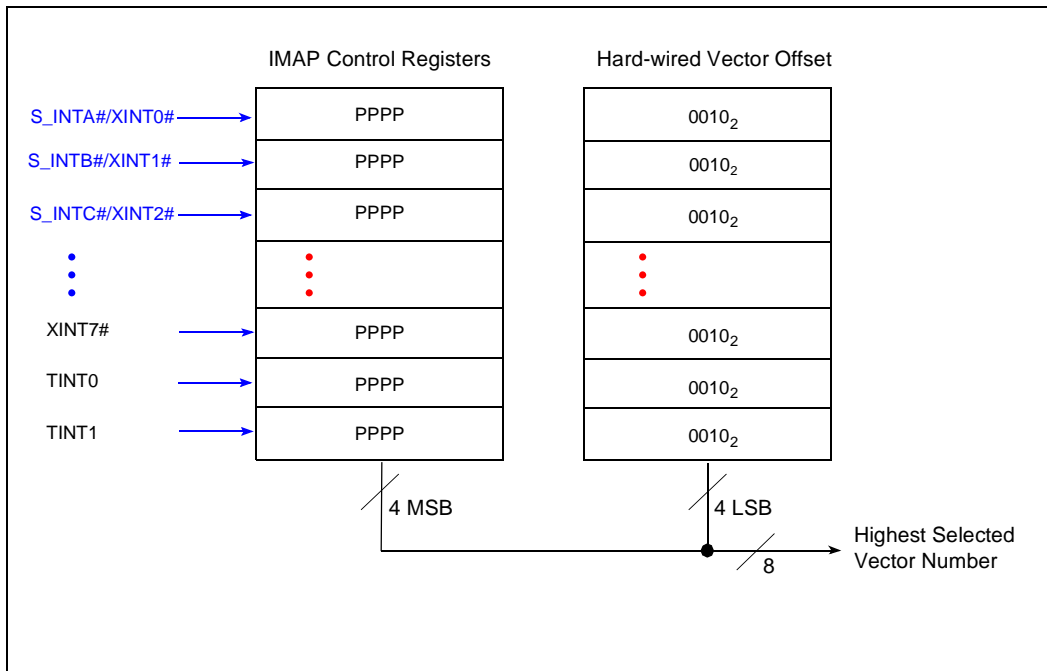 IMAP Control Registers
Hard-wired Vector Offset
S_INTA#/XINT0#
PPPP
0010₂
S_INTB#/XINT1#
PPPP
0010₂
S_INTC#/XINT2#
PPPP
0010₂
XINT7#
PPPP
0010₂
TINT0
PPPP
0010₂
TINT1
PPPP
0010₂
4 MSB
4 LSB
8
Highest Selected
Vector Number